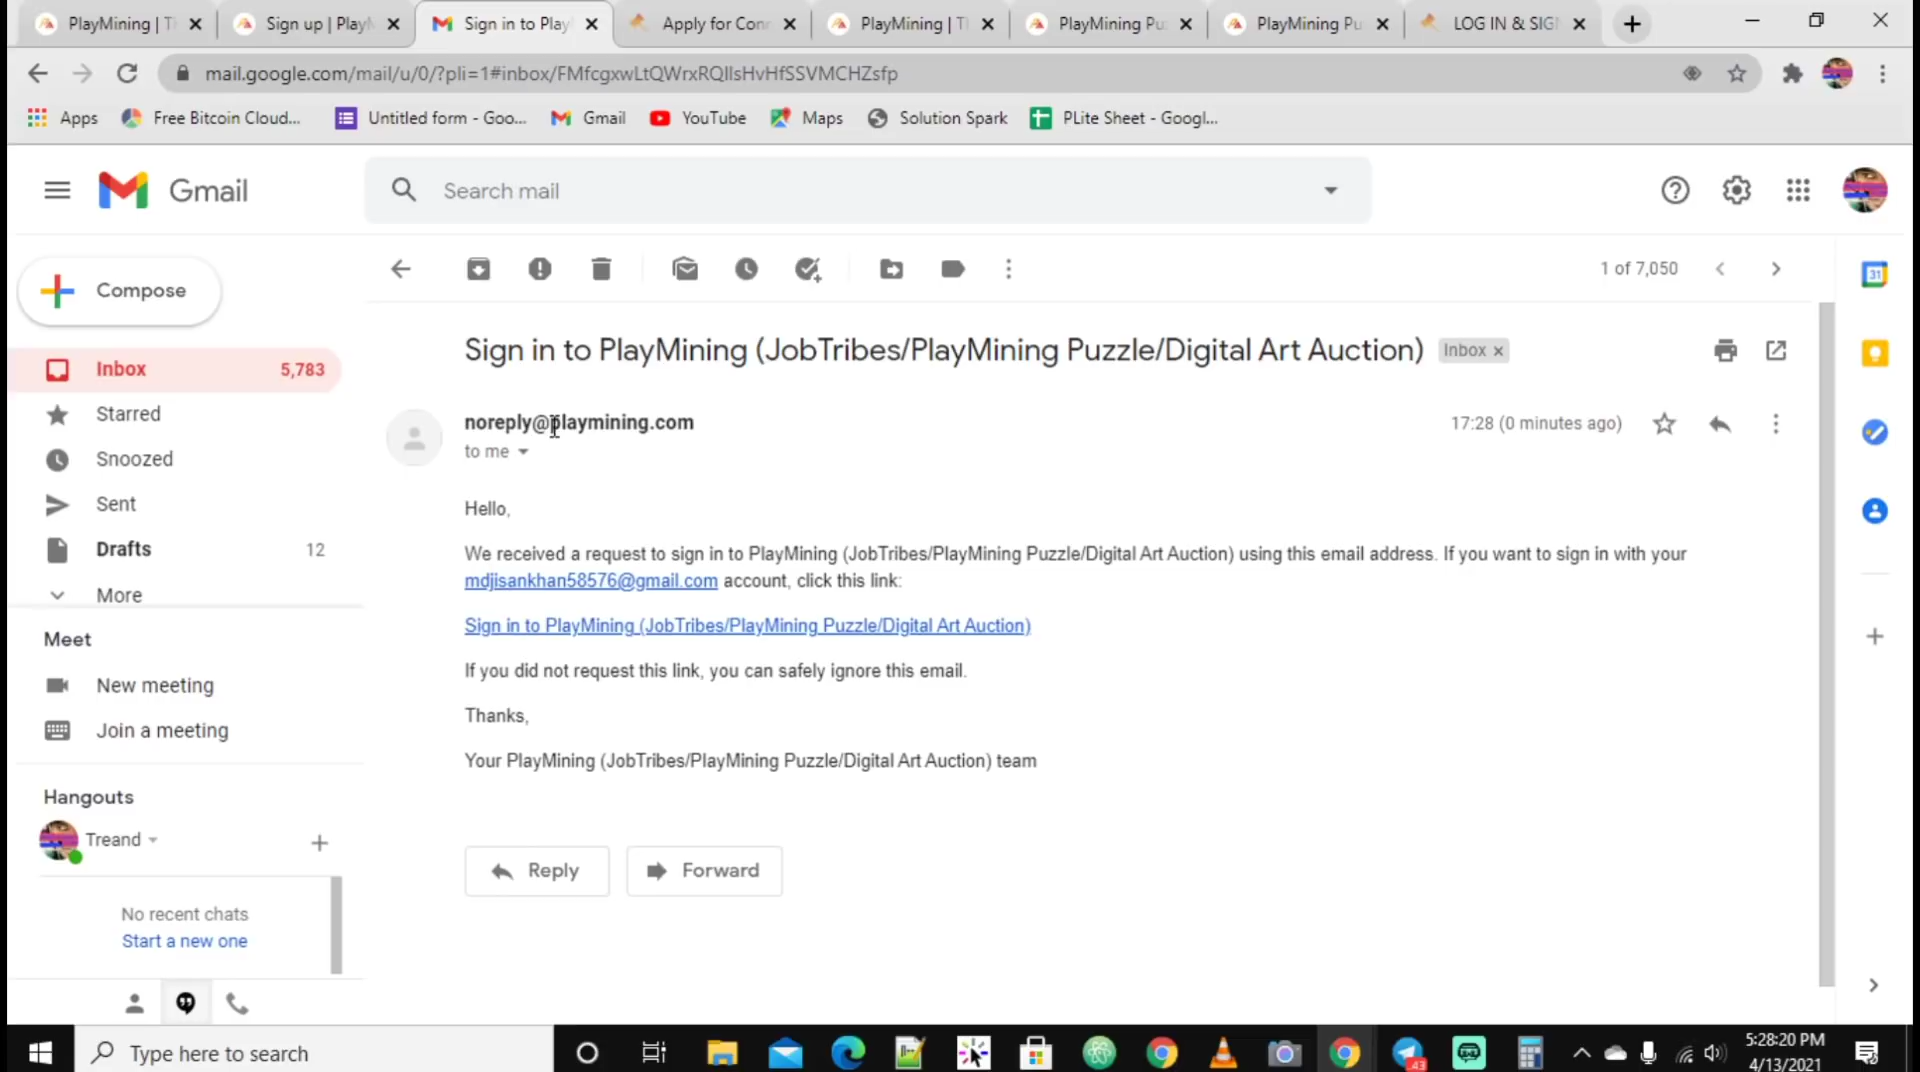 PlayMining | T
Sign up | Play
Sign in to Play
Apply for Con
PlayMining | T
PlayMining Pu
PlayMining Pu
LOG IN & SIG
mail.google.com/mail/u/0/?pli=1#inbox/FMfcgxwLtQWrxRQllsHvHfSSVMCHZsfp
Apps
Free Bitcoin Cloud...
Untitled form - Goo...
Gmail
YouTube
Maps
Solution Spark
PLite Sheet - Googl...
Gmail
Search mail
Compose
1 of 7,050
31
Sign in to PlayMining (JobTribes/PlayMining Puzzle/Digital Art Auction)
Inbox x
Inbox 5,783
Starred
Snoozed
Sent
Drafts 12
More
noreply@playmining.com
17:28 (0 minutes ago)
to me
Hello,
We received a request to sign in to PlayMining (JobTribes/PlayMining Puzzle/Digital Art Auction) using this email address. If you want to sign in with your
mdjisankhan58576@gmail.com account, click this link:
Sign in to PlayMining (JobTribes/PlayMining Puzzle/Digital Art Auction)
If you did not request this link, you can safely ignore this email.
Thanks,
Your PlayMining (JobTribes/PlayMining Puzzle/Digital Art Auction) team
Reply
Forward
Meet
New meeting
Join a meeting
Hangouts
Treand
No recent chats
Start a new one
Type here to search
43
5:28:20 PM
4/13/2021